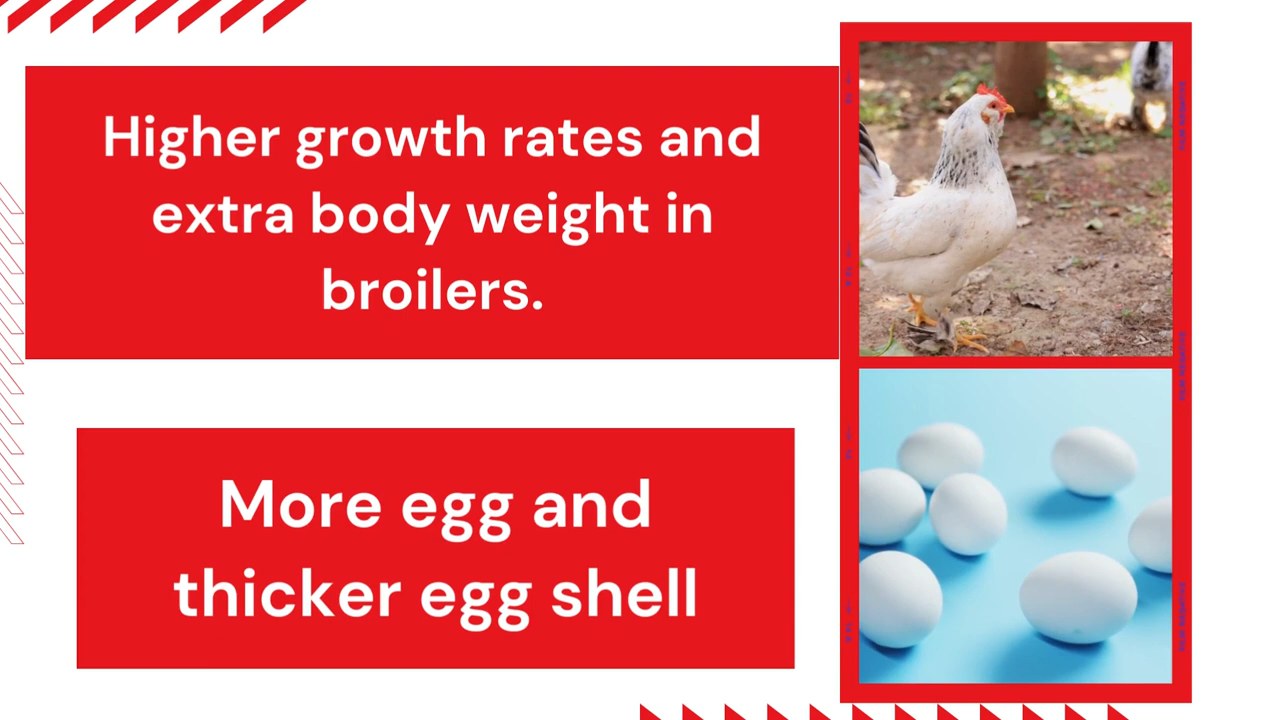 Higher growth rates and
extra body weight in
broilers.
More egg and
thicker egg shell